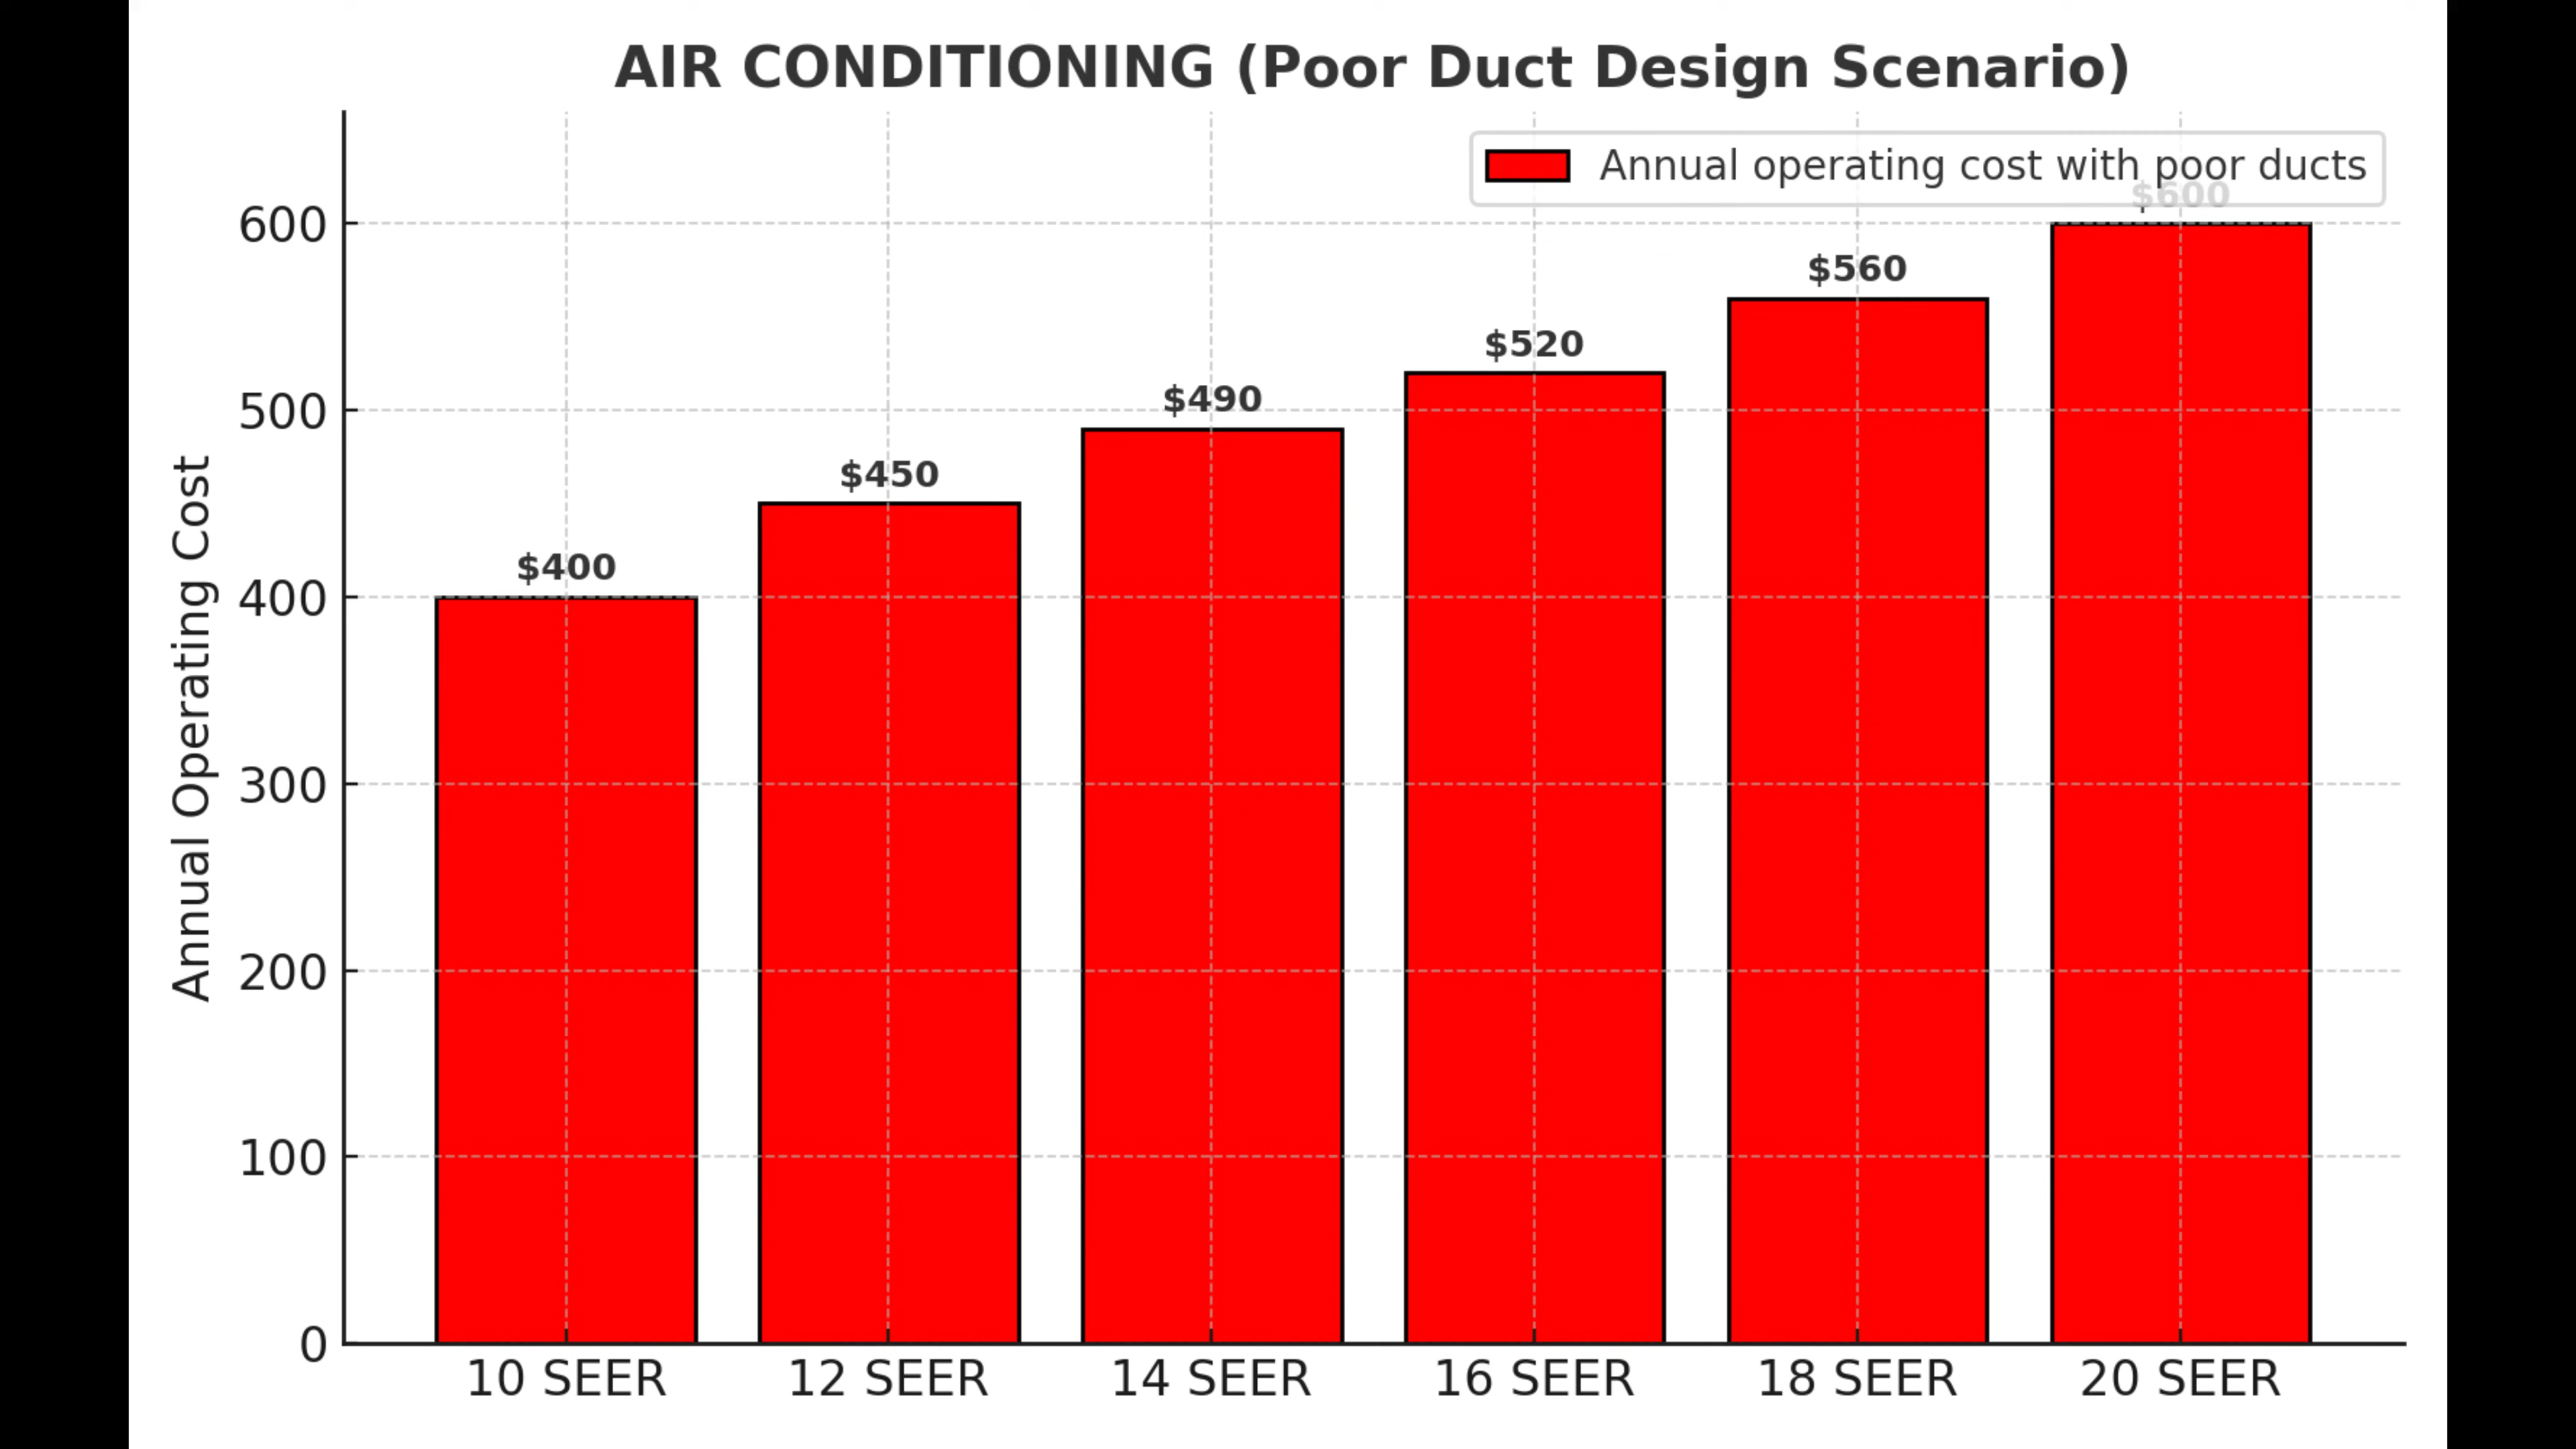 AIR CONDITIONING (Poor Duct Design Scenario)
Annual operating cost with poor ducts
$600
$560
$520
$490
$450
$400
Annual Operating Cost
600
500
400
300
200
100
0
10 SEER
12 SEER
14 SEER
16 SEER
18 SEER
20 SEER